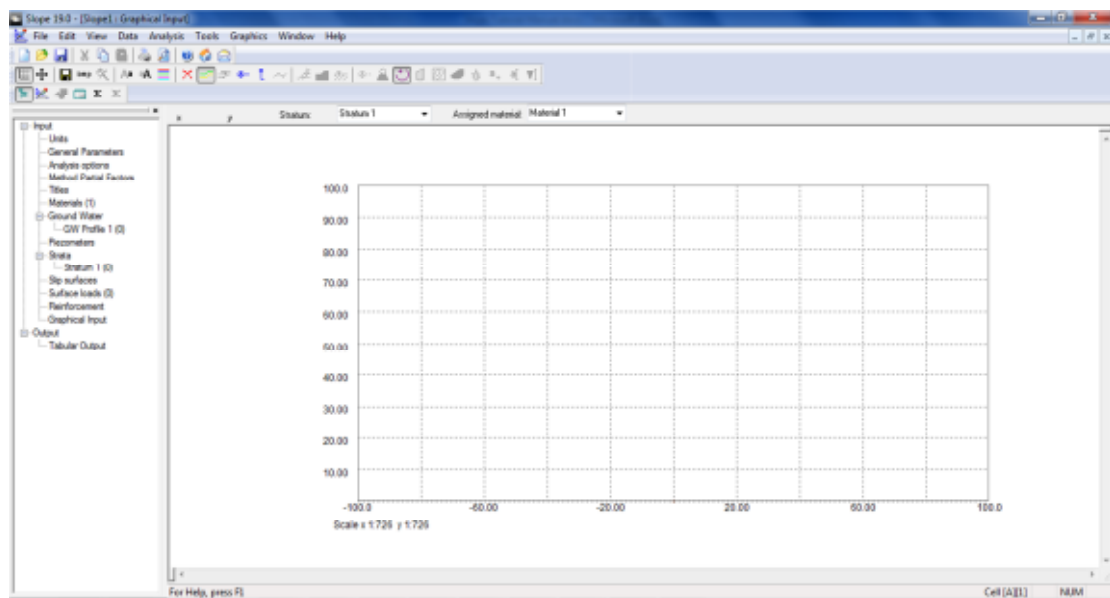 Slope 19.0 - [Slope1 : Graphical Input]
File Edit View Data Analysis Tools Graphics Window Help
x y Stratum: Stratum 1 Assigned material: Material 1
Input
Units
General Parameters
Analysis options
Method Partial Factors
Titles
Materials (1)
Ground Water
GW Profile 1 (0)
Piezometers
Strata
Stratum 1 (0)
Slip surfaces
Surface loads (0)
Reinforcement
Graphical Input
Output
Tabular Output
100.0
90.00
80.00
70.00
60.00
50.00
40.00
30.00
20.00
10.00
-100.0 -60.00 -20.00 20.00 60.00 100.0
Scale x 1:726 y 1:726
For Help, press F1 Cell [A][1] NUM